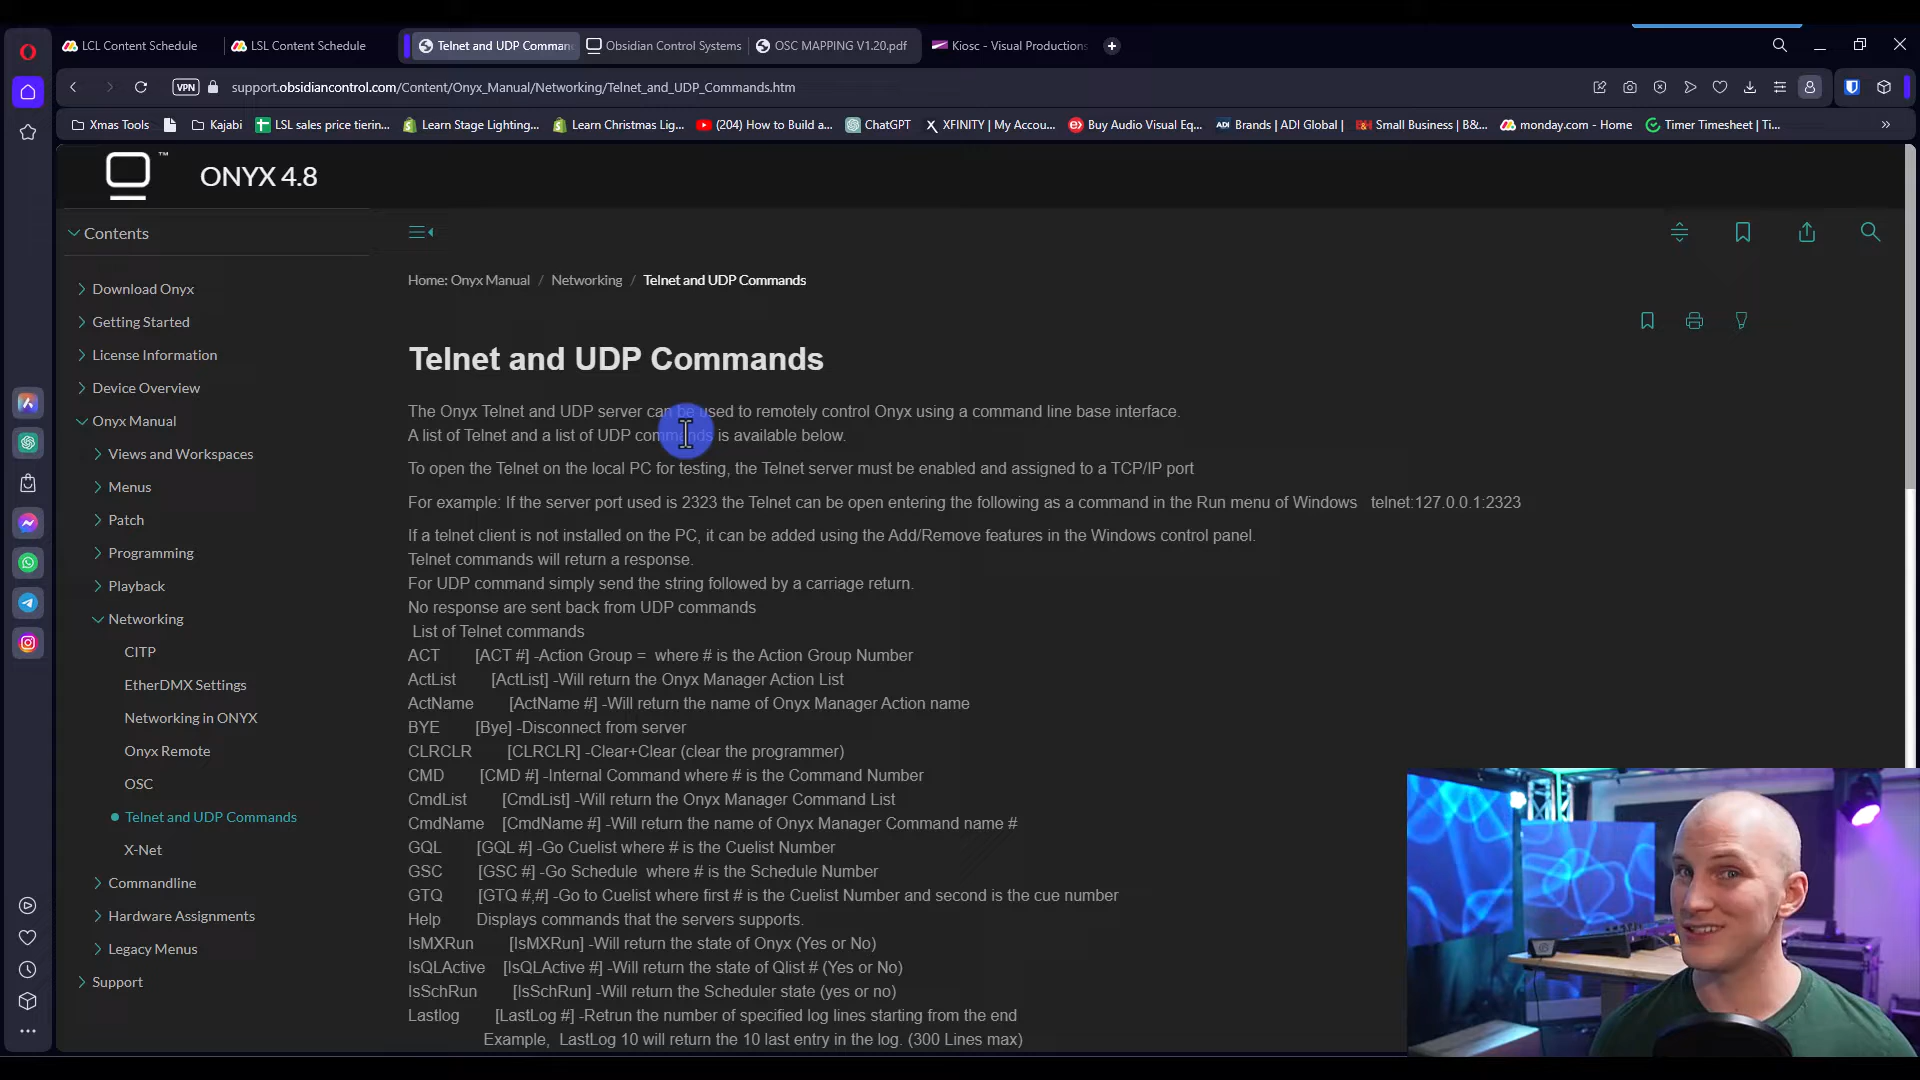 LCL Content Schedule
LSL Content Schedule
Telnet and UDP Comman
Obsidian Control Systems
OSC MAPPING V1.20.pdf
Kiosc - Visual Productions
VPN
support.obsidiancontrol.com/Content/Onyx_Manual/Networking/Telnet_and_UDP_Commands.htm
Xmas Tools
Kajabi
LSL sales price tierin...
Learn Stage Lighting...
Learn Christmas Lig...
(204) How to Build a...
ChatGPT
XFINITY | My Accou...
Buy Audio Visual Eq...
ADI Brands | ADI Global |
Small Business | B&...
monday.com - Home
Timer Timesheet | Ti...
™
ONYX 4.8
Contents
Download Onyx
Getting Started
License Information
Device Overview
Onyx Manual
Views and Workspaces
Menus
Patch
Programming
Playback
Networking
CITP
EtherDMX Settings
Networking in ONYX
Onyx Remote
OSC
Telnet and UDP Commands
X-Net
Commandline
Hardware Assignments
Legacy Menus
Support
Home: Onyx Manual / Networking / Telnet and UDP Commands
Telnet and UDP Commands
The Onyx Telnet and UDP server can be used to remotely control Onyx using a command line base interface.
A list of Telnet and a list of UDP commands is available below.
To open the Telnet on the local PC for testing, the Telnet server must be enabled and assigned to a TCP/IP port
For example: If the server port used is 2323 the Telnet can be open entering the following as a command in the Run menu of Windows telnet:127.0.0.1:2323
If a telnet client is not installed on the PC, it can be added using the Add/Remove features in the Windows control panel.
Telnet commands will return a response.
For UDP command simply send the string followed by a carriage return.
No response are sent back from UDP commands
List of Telnet commands
ACT [ACT #] -Action Group = where # is the Action Group Number
ActList [ActList] -Will return the Onyx Manager Action List
ActName [ActName #] -Will return the name of Onyx Manager Action name
BYE [Bye] -Disconnect from server
CLRCLR [CLRCLR] -Clear+Clear (clear the programmer)
CMD [CMD #] -Internal Command where # is the Command Number
CmdList [CmdList] -Will return the Onyx Manager Command List
CmdName [CmdName #] -Will return the name of Onyx Manager Command name #
GQL [GQL #] -Go Cuelist where # is the Cuelist Number
GSC [GSC #] -Go Schedule where # is the Schedule Number
GTQ [GTQ #,#] -Go to Cuelist where first # is the Cuelist Number and second is the cue number
Help Displays commands that the servers supports.
IsMXRun [IsMXRun] -Will return the state of Onyx (Yes or No)
IsQLActive [IsQLActive #] -Will return the state of Qlist # (Yes or No)
IsSchRun [IsSchRun] -Will return the Scheduler state (yes or no)
Lastlog [LastLog #] -Retrun the number of specified log lines starting from the end
Example, LastLog 10 will return the 10 last entry in the log. (300 Lines max)